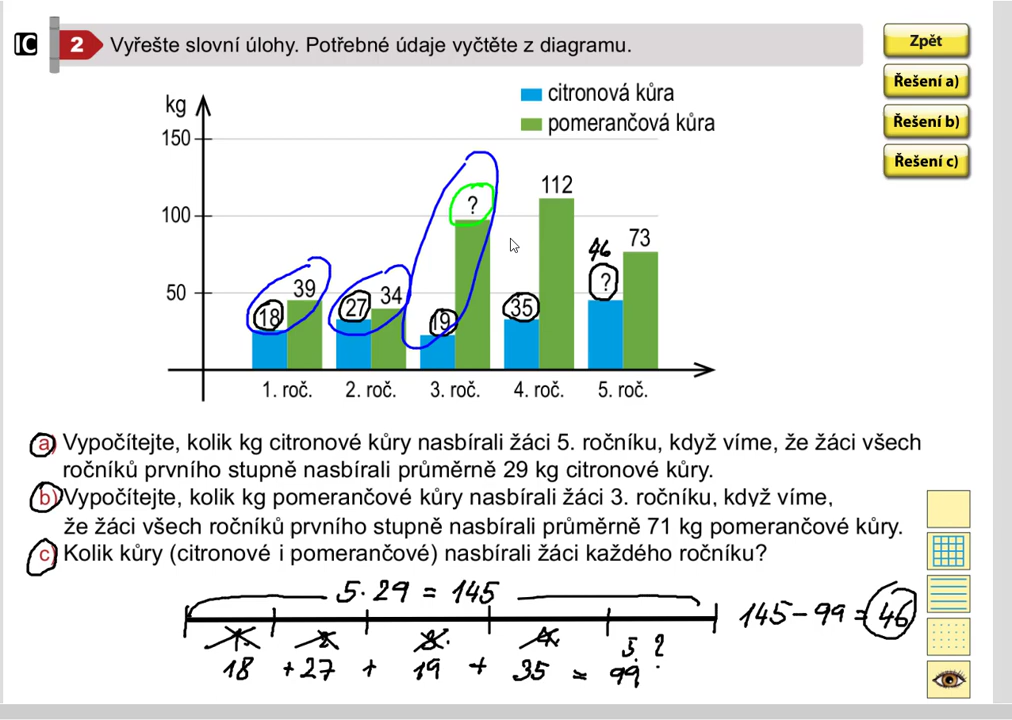 IC 2 Vyřešte slovní úlohy. Potřebné údaje vyčtěte z diagramu.
Zpět
Řešení a)
Řešení b)
Řešení c)
kg
citronová kůra
pomerančová kůra
150
100
50
18 39 27 34 19 ? 35 112 46 ? 73
1. roč. 2. roč. 3. roč. 4. roč. 5. roč.
a) Vypočítejte, kolik kg citronové kůry nasbírali žáci 5. ročníku, když víme, že žáci všech
ročníků prvního stupně nasbírali průměrně 29 kg citronové kůry.
b) Vypočítejte, kolik kg pomerančové kůry nasbírali žáci 3. ročníku, když víme,
že žáci všech ročníků prvního stupně nasbírali průměrně 71 kg pomerančové kůry.
c) Kolik kůry (citronové i pomerančové) nasbírali žáci každého ročníku?
5 · 29 = 145
145 - 99 = 46
1. 2. 3. 4. 5. ?
18 + 27 + 19 + 35 = 99